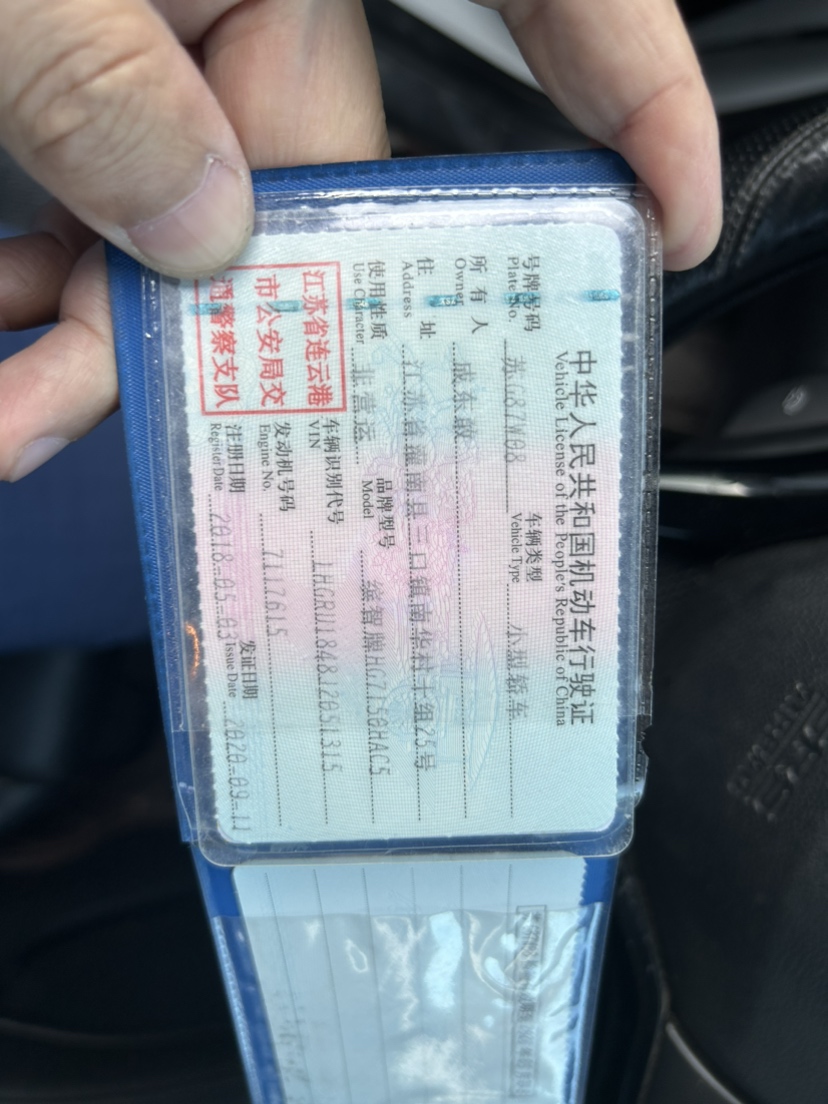 中华人民共和国机动车行驶证
Vehicle License of the People's Republic of China
号牌号码 苏G87W08 车辆类型 小型轿车
Plate No. Vehicle Type
所有人
Owner
住址 江苏省灌南县三口镇南华村十组25号
Address
使用性质 非营运 品牌型号 缤智牌HG7150HAC5
Use Character Model
江苏省连云港
市公安局交
通警察支队
车辆识别代号 LHGRU1848J2051315
VIN
发动机号码 7117615
Engine No.
注册日期 2018-05-03 发证日期 2020-09-11
Register Date Issue Date